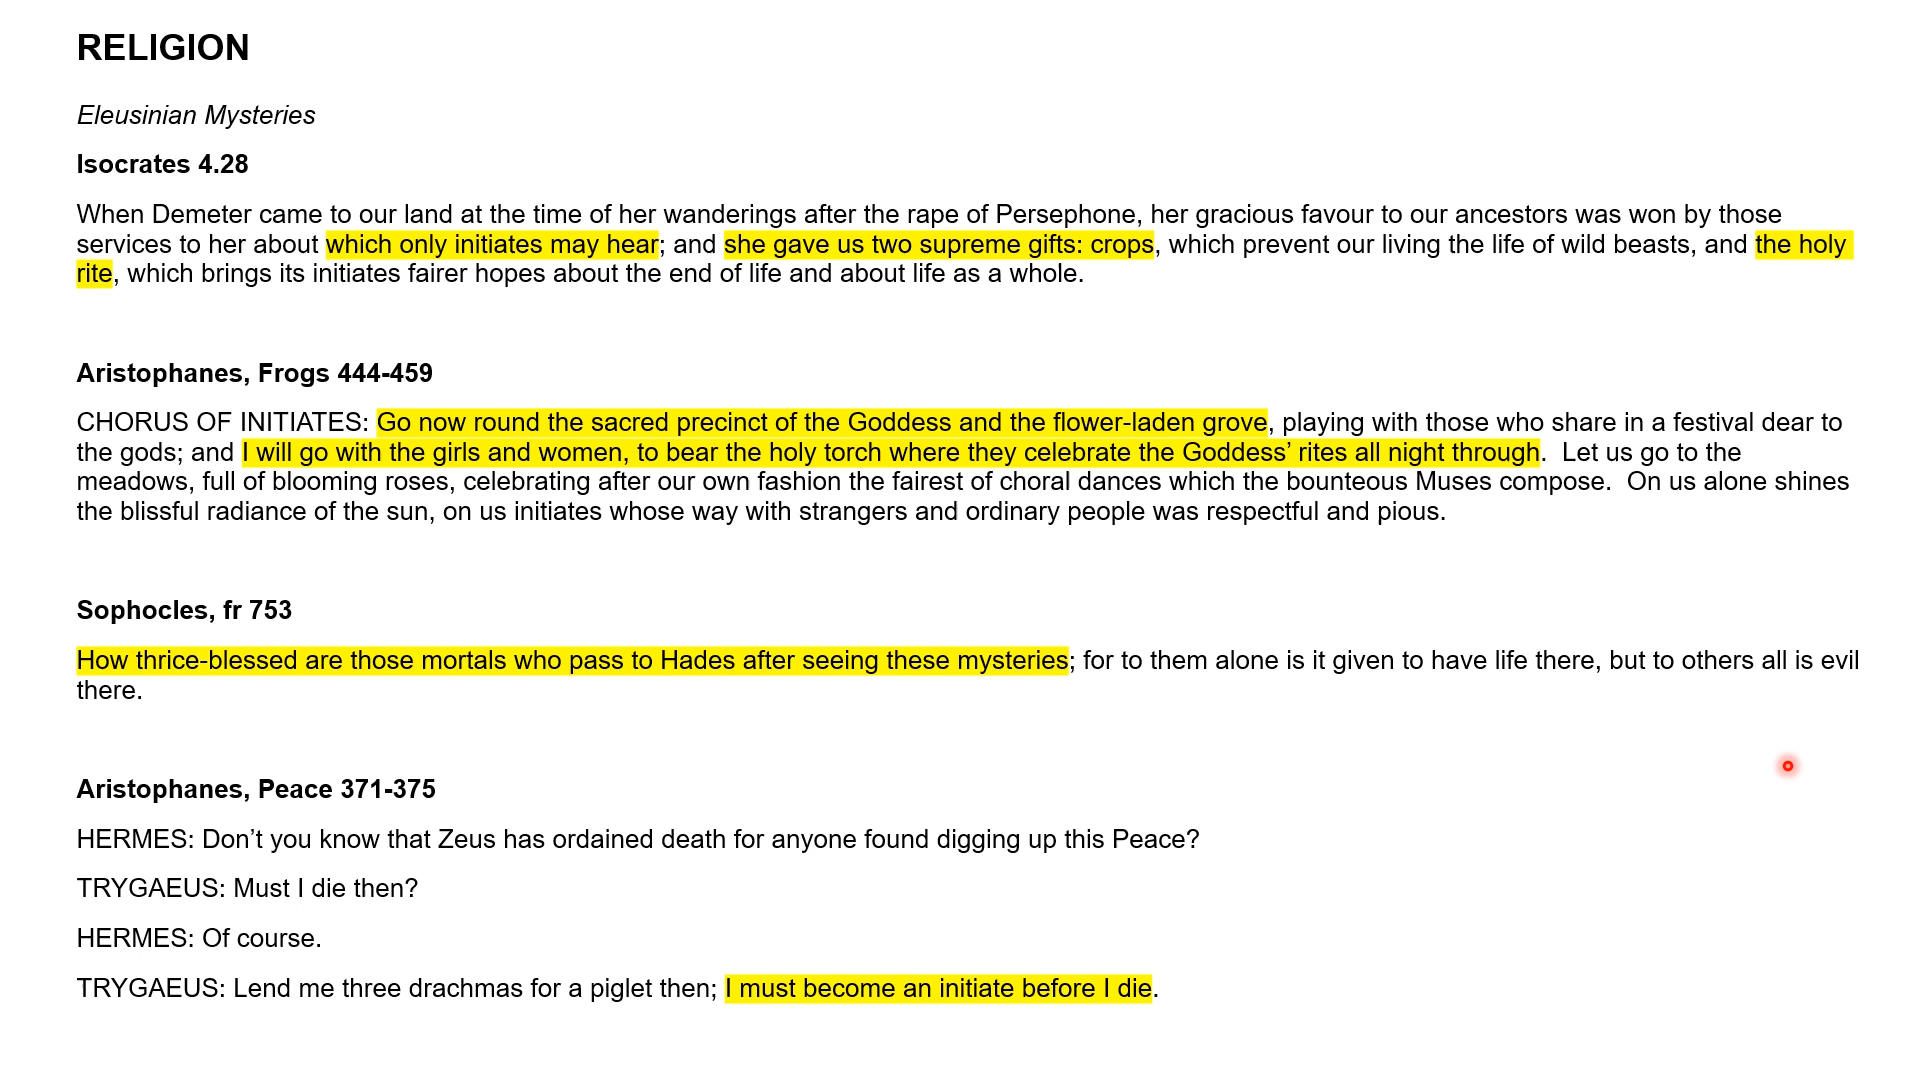 RELIGION
Eleusinian Mysteries
Isocrates 4.28
When Demeter came to our land at the time of her wanderings after the rape of Persephone, her gracious favour to our ancestors was won by those
services to her about which only initiates may hear; and she gave us two supreme gifts: crops, which prevent our living the life of wild beasts, and the holy
rite, which brings its initiates fairer hopes about the end of life and about life as a whole.
Aristophanes, Frogs 444-459
CHORUS OF INITIATES: Go now round the sacred precinct of the Goddess and the flower-laden grove, playing with those who share in a festival dear to
the gods; and I will go with the girls and women, to bear the holy torch where they celebrate the Goddess’ rites all night through.  Let us go to the
meadows, full of blooming roses, celebrating after our own fashion the fairest of choral dances which the bounteous Muses compose.  On us alone shines
the blissful radiance of the sun, on us initiates whose way with strangers and ordinary people was respectful and pious.
Sophocles, fr 753
How thrice-blessed are those mortals who pass to Hades after seeing these mysteries; for to them alone is it given to have life there, but to others all is evil
there.
Aristophanes, Peace 371-375
HERMES: Don’t you know that Zeus has ordained death for anyone found digging up this Peace?
TRYGAEUS: Must I die then?
HERMES: Of course.
TRYGAEUS: Lend me three drachmas for a piglet then; I must become an initiate before I die.